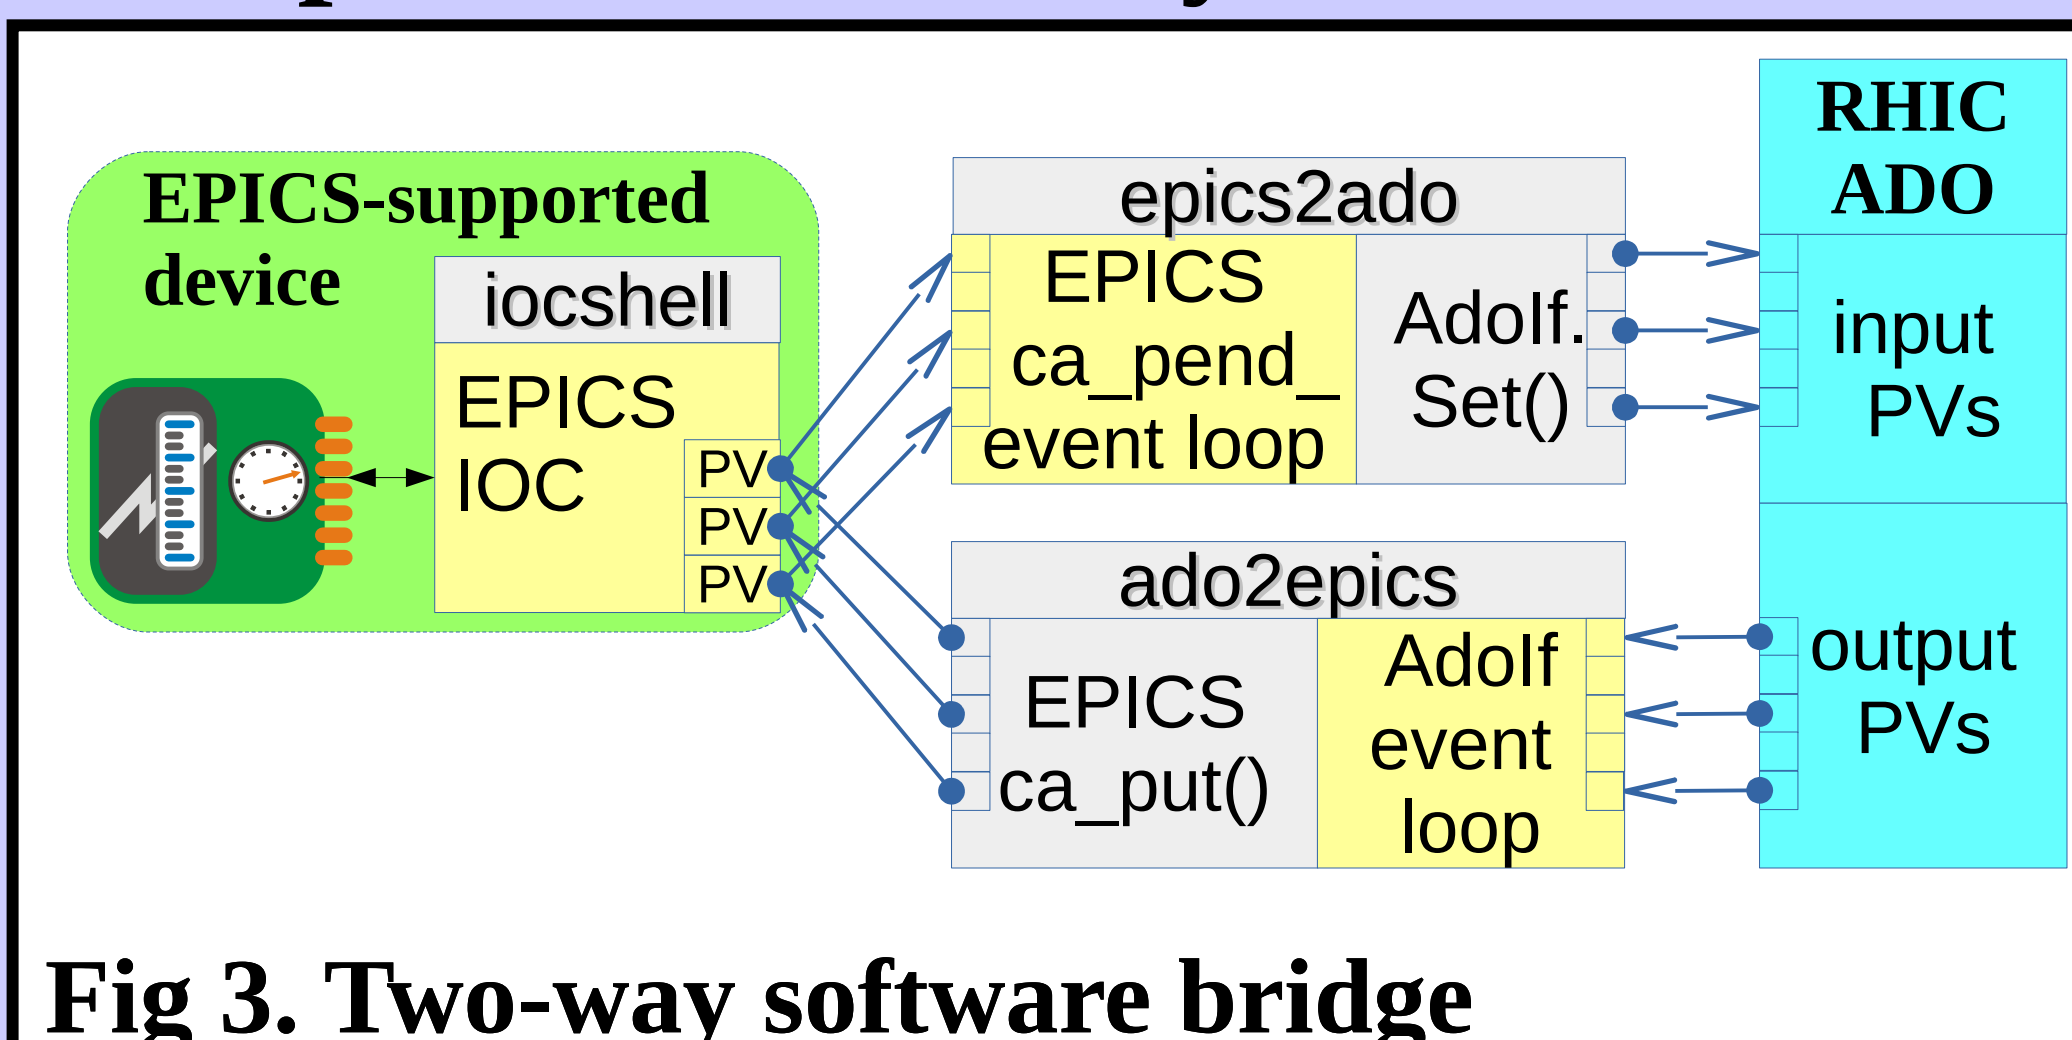 EPICS-supported
device
iocshell
EPICS
IOC
PV
PV
PV
epics2ado
EPICS
ca_pend_
event loop
AdoIf.
Set()
ado2epics
EPICS
ca_put()
AdoIf
event
loop
RHIC
ADO
input
PVs
output
PVs
Fig 3. Two-way software bridge